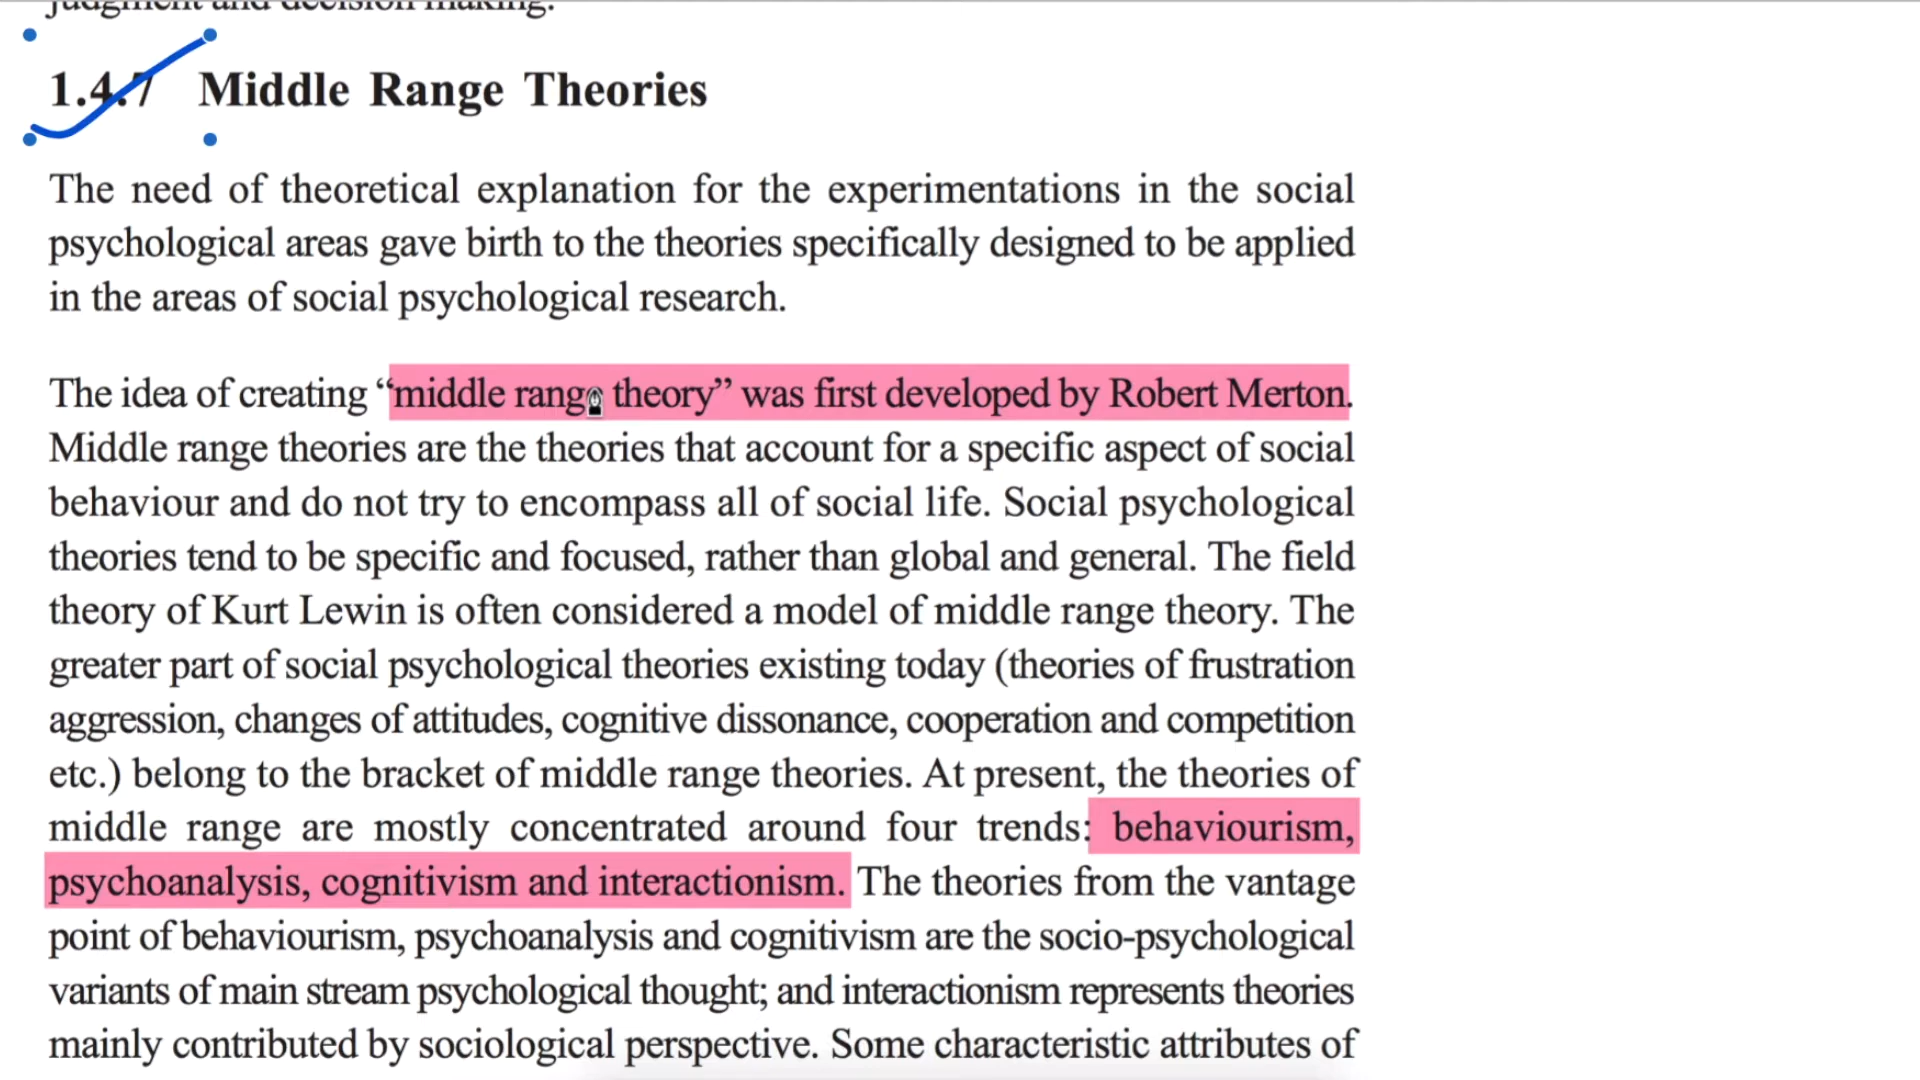 judgment and decision making.
1.4.7 Middle Range Theories
The need of theoretical explanation for the experimentations in the social
psychological areas gave birth to the theories specifically designed to be applied
in the areas of social psychological research.
The idea of creating “middle range theory” was first developed by Robert Merton.
Middle range theories are the theories that account for a specific aspect of social
behaviour and do not try to encompass all of social life. Social psychological
theories tend to be specific and focused, rather than global and general. The field
theory of Kurt Lewin is often considered a model of middle range theory. The
greater part of social psychological theories existing today (theories of frustration
aggression, changes of attitudes, cognitive dissonance, cooperation and competition
etc.) belong to the bracket of middle range theories. At present, the theories of
middle range are mostly concentrated around four trends: behaviourism,
psychoanalysis, cognitivism and interactionism. The theories from the vantage
point of behaviourism, psychoanalysis and cognitivism are the socio-psychological
variants of main stream psychological thought; and interactionism represents theories
mainly contributed by sociological perspective. Some characteristic attributes of